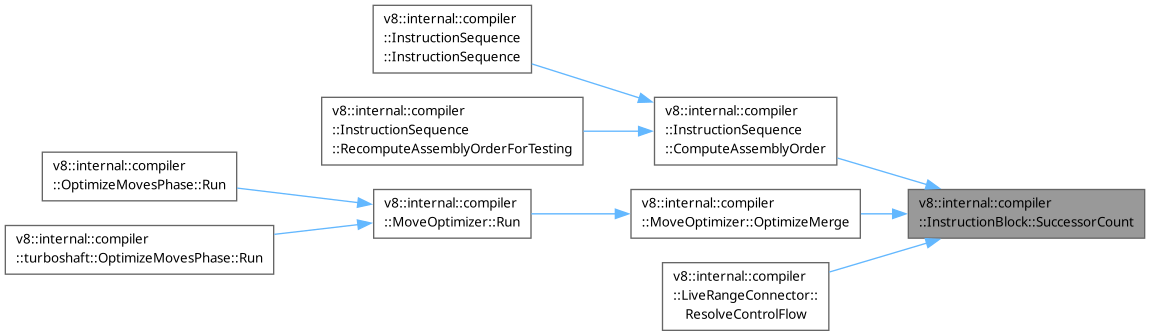 v8::internal::compiler
::InstructionSequence
::InstructionSequence
v8::internal::compiler
::InstructionSequence
::RecomputeAssemblyOrderForTesting
v8::internal::compiler
::InstructionSequence
::ComputeAssemblyOrder
v8::internal::compiler
::OptimizeMovesPhase::Run
v8::internal::compiler
::turboshaft::OptimizeMovesPhase::Run
v8::internal::compiler
::MoveOptimizer::Run
v8::internal::compiler
::MoveOptimizer::OptimizeMerge
v8::internal::compiler
::InstructionBlock::SuccessorCount
v8::internal::compiler
::LiveRangeConnector::
ResolveControlFlow